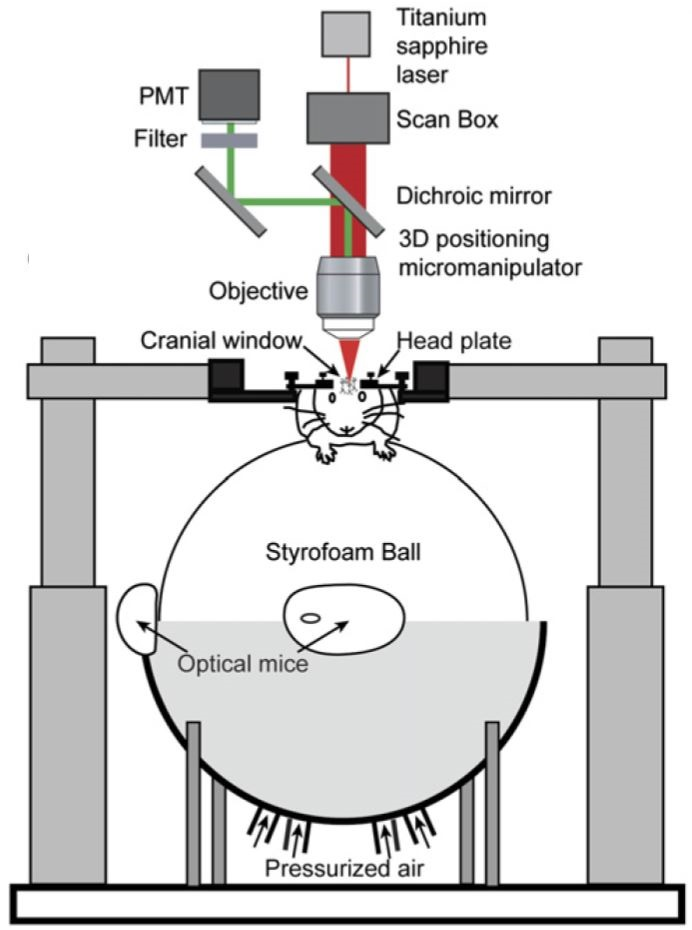 Titanium
sapphire
laser
PMT
Scan Box
Filter
Dichroic mirror
3D positioning
micromanipulator
Objective
Cranial window
Head plate
Styrofoam Ball
Optical mice
Pressurized air